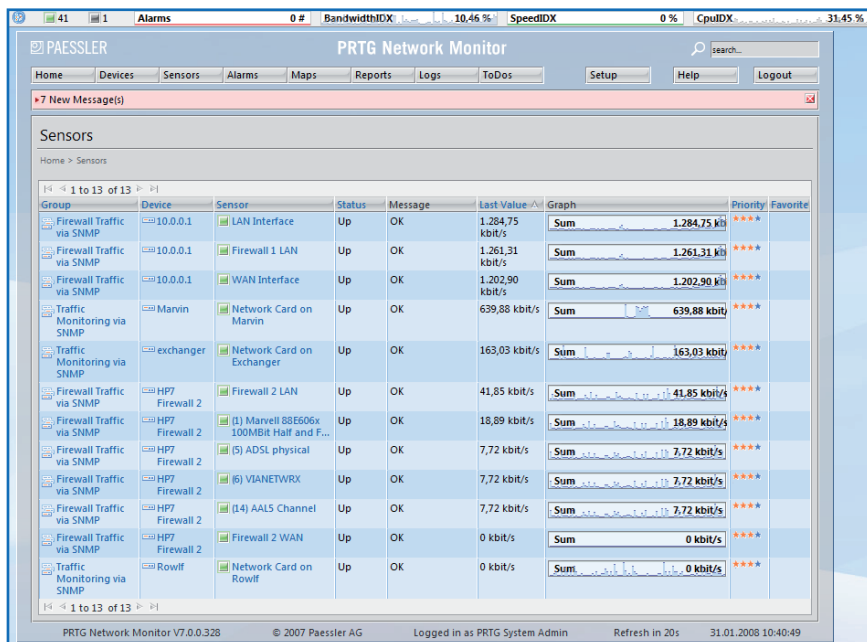 41 1 Alarms 0 # BandwidthIDX 10,46 % SpeedIDX 0 % CpuIDX 31,45 %
PAESSLER PRTG Network Monitor search...
Home Devices Sensors Alarms Maps Reports Logs ToDos Setup Help Logout
7 New Message(s)
Sensors
Home > Sensors
1 to 13 of 13
Group Device Sensor Status Message Last Value Graph Priority Favorite
Firewall Traffic 10.0.0.1 LAN Interface Up OK 1.284,75 Sum 1.284,75 kb
via SNMP kbit/s
Firewall Traffic 10.0.0.1 Firewall 1 LAN Up OK 1.261,31 Sum 1.261,31 kb
via SNMP kbit/s
Firewall Traffic 10.0.0.1 WAN Interface Up OK 1.202,90 Sum 1.202,90 kb
via SNMP kbit/s
Traffic Marvin Network Card on Up OK 639,88 kbit/s Sum 639,88 kbit/
Monitoring via Marvin
SNMP
Traffic exchanger Network Card on Up OK 163,03 kbit/s Sum 163,03 kbit/
Monitoring via Exchanger
SNMP
Firewall Traffic HP7 Firewall 2 LAN Up OK 41,85 kbit/s Sum 41,85 kbit/s
via SNMP Firewall 2
Firewall Traffic HP7 (1) Marvell 88E606x Up OK 18,89 kbit/s Sum 18,89 kbit/s
via SNMP Firewall 2 100MBit Half and F...
Firewall Traffic HP7 (5) ADSL physical Up OK 7,72 kbit/s Sum 7,72 kbit/s
via SNMP Firewall 2
Firewall Traffic HP7 (6) VIANETWRX Up OK 7,72 kbit/s Sum 7,72 kbit/s
via SNMP Firewall 2
Firewall Traffic HP7 (14) AAL5 Channel Up OK 7,72 kbit/s Sum 7,72 kbit/s
via SNMP Firewall 2
Firewall Traffic HP7 Firewall 2 WAN Up OK 0 kbit/s Sum 0 kbit/s
via SNMP Firewall 2
Traffic Rowlf Network Card on Up OK 0 kbit/s Sum 0 kbit/s
Monitoring via Rowlf
SNMP
1 to 13 of 13
PRTG Network Monitor V7.0.0.328 © 2007 Paessler AG Logged in as PRTG System Admin Refresh in 20s 31.01.2008 10:40:49